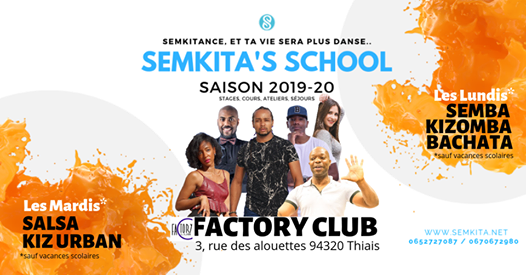 SEMKITANCE, ET TA VIE SERA PLUS DANSE..
SEMKITA'S SCHOOL
SAISON 2019-20
STAGES, COURS, ATELIERS, SÉJOURS
Les Lundis*
SEMBA
KIZOMBA
BACHATA
*sauf vacances scolaires
Les Mardis*
SALSA
KIZ URBAN
*sauf vacances scolaires
FACTORY CLUB
3, rue des alouettes 94320 Thiais
WWW.SEMKITA.NET
0652727087 / 0670672980